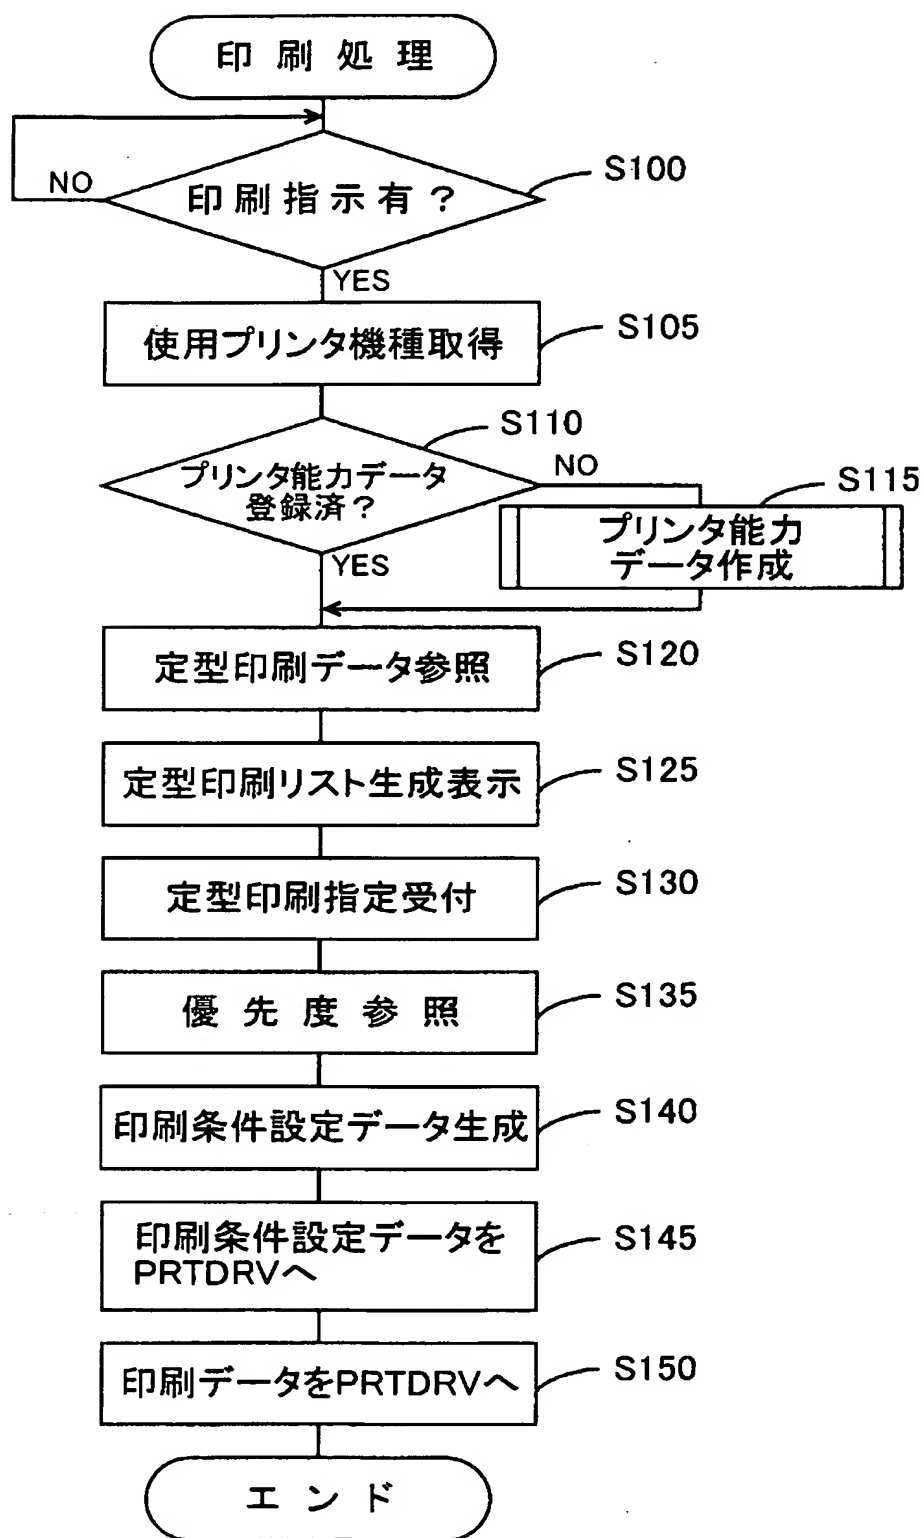 印刷処理
NO
印刷指示有?
S100
YES
使用プリンタ機種取得
S105
S110
プリンタ能力データ
登録済?
NO
YES
S115
プリンタ能力
データ作成
定型印刷データ参照
S120
定型印刷リスト生成表示
S125
定型印刷指定受付
S130
優先度参照
S135
印刷条件設定データ生成
S140
印刷条件設定データを
PRTDRVへ
S145
印刷データをPRTDRVへ
S150
エンド